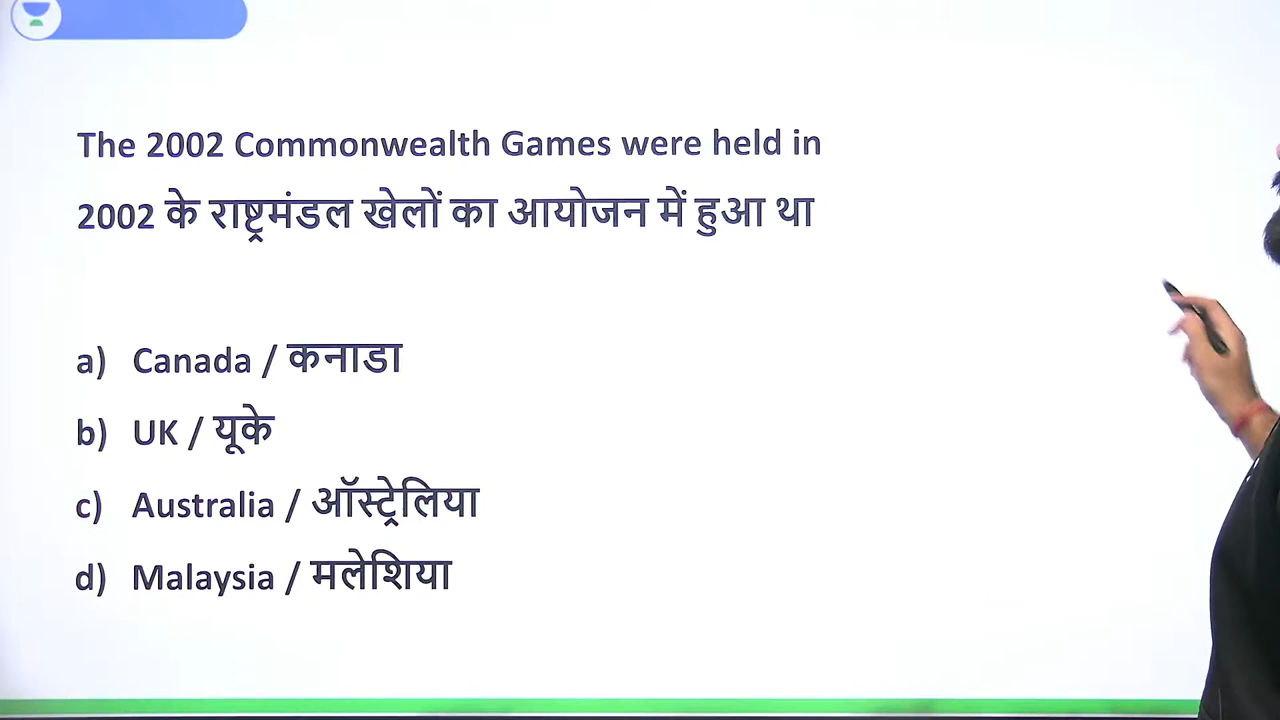 The 2002 Commonwealth Games were held in
2002 के राष्ट्रमंडल खेलों का आयोजन में हुआ था
a) Canada / कनाडा
b) UK / यूके
c) Australia / ऑस्ट्रेलिया
d) Malaysia / मलेशिया